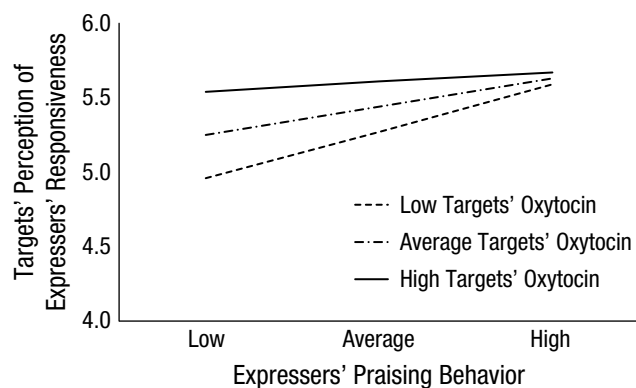 6.0
5.5
5.0
4.5
4.0
Targets’ Perception of
Expressers’ Responsiveness
Low Targets’ Oxytocin
Average Targets’ Oxytocin
High Targets’ Oxytocin
Low
Average
High
Expressers’ Praising Behavior